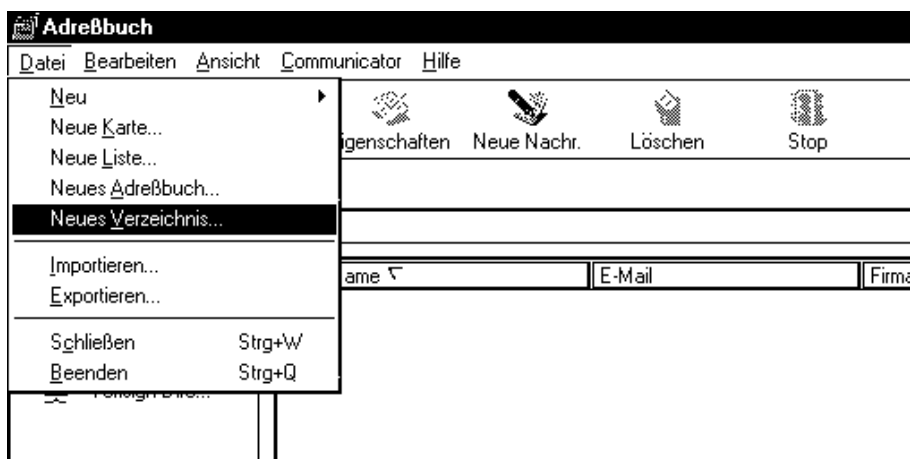 Adreßbuch
Datei Bearbeiten Ansicht Communicator Hilfe
Neu
Neue Karte...
Neue Liste...
Neues Adreßbuch...
Neues Verzeichnis...
Importieren...
Exportieren...
Schließen Strg+W
Beenden Strg+Q
igenschaften Neue Nachr. Löschen Stop
ame E-Mail Firma